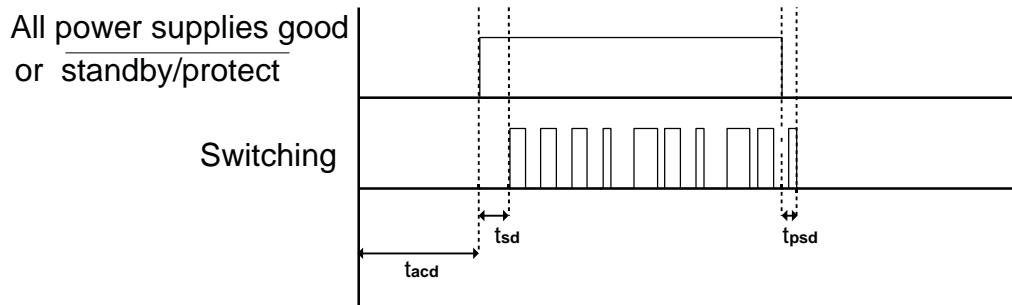 All power supplies good
or standby/protect
Switching
tsd
tpsd
tacd